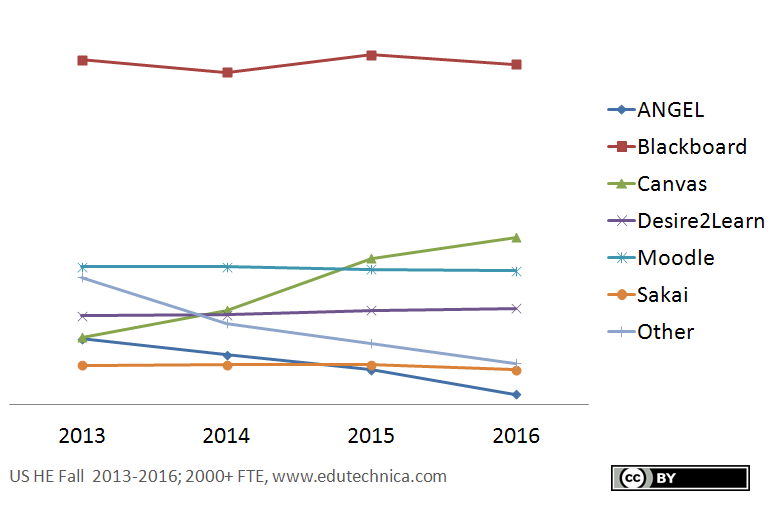 ANGEL
Blackboard
Canvas
Desire2Learn
Moodle
Sakai
Other
2013 2014 2015 2016
US HE Fall 2013-2016; 2000+ FTE, www.edutechnica.com
cc BY